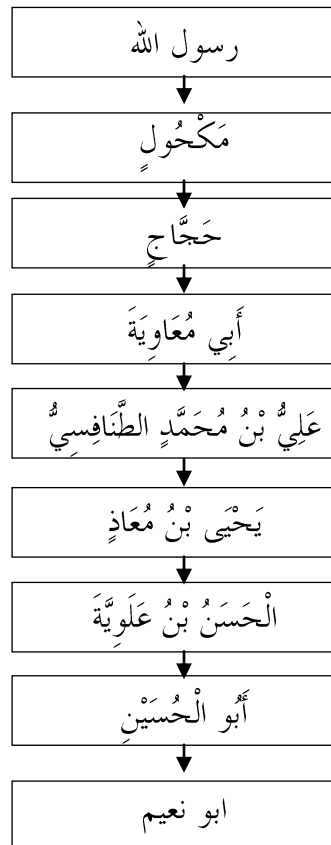 رسول الله
مَكْحُولٍ
حَجَّاجٍ
أَبِي مُعَاوِيَةَ
عَلِيُّ بْنُ مُحَمَّدٍ الطَّنَافِسِيُّ
يَحْيَى بْنُ مُعَاذٍ
الْحَسَنُ بْنُ عَلَوِيَّةَ
أَبُو الْحُسَيْنِ
ابو نعيم